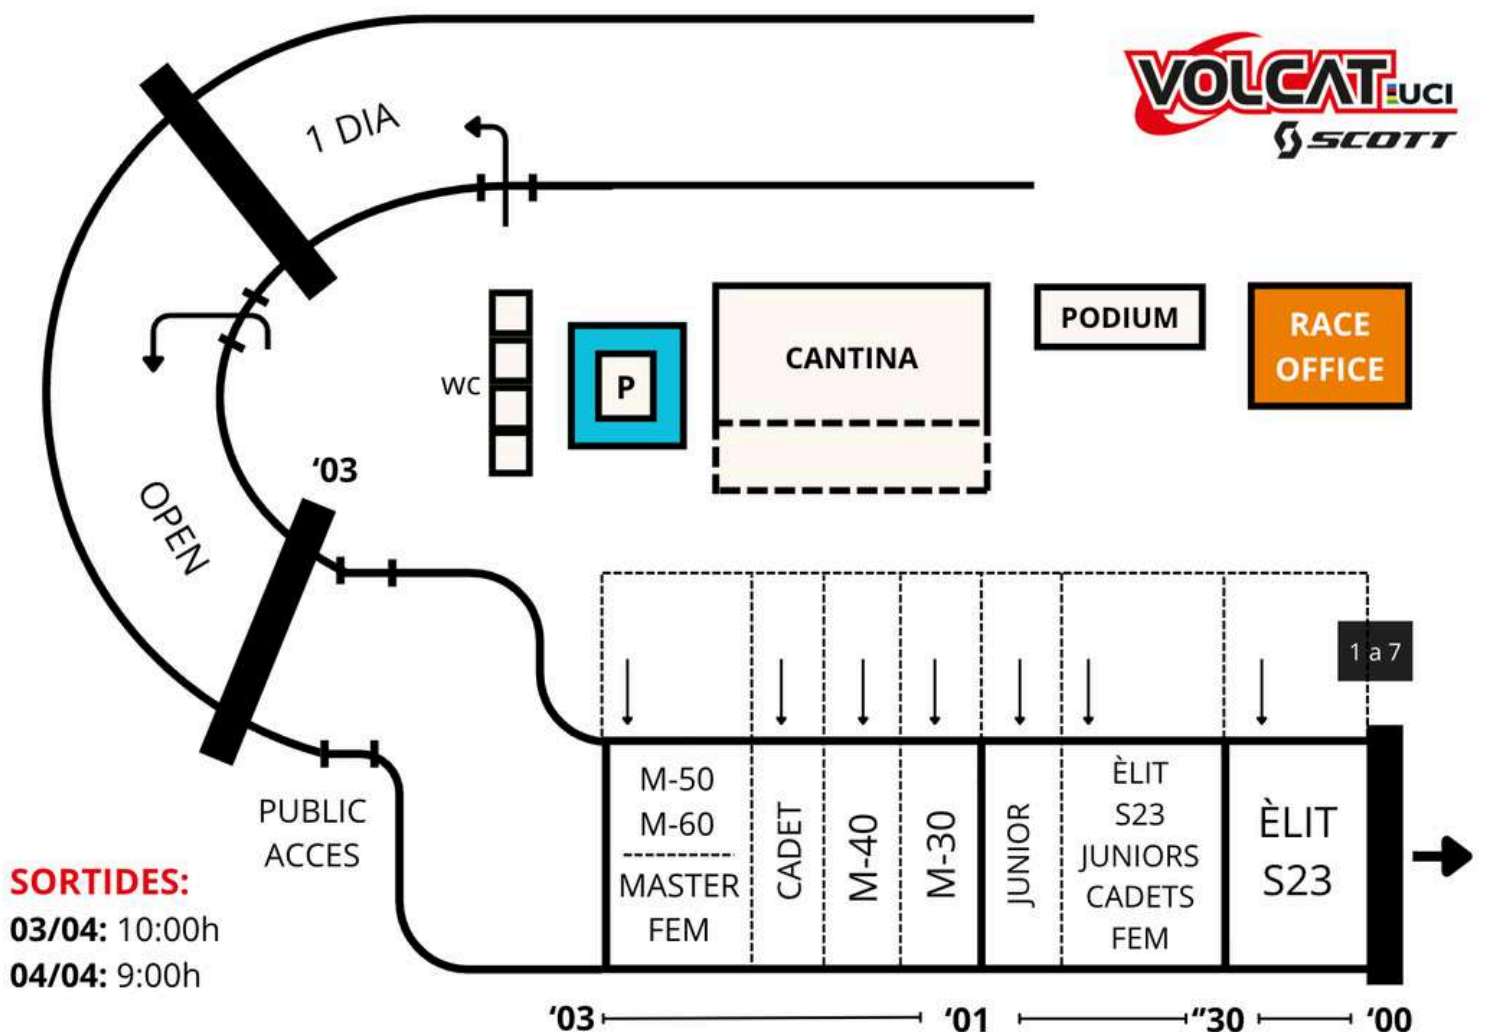 VOLCAT UCI
SCOTT
1 DIA
PODIUM
RACE
OFFICE
CANTINA
P
WC
‘03
OPEN
1 a 7
M-50
M-60
MASTER
FEM
CADET
M-40
M-30
JUNIOR
ÈLIT
S23
JUNIORS
CADETS
FEM
ÈLIT
S23
PUBLIC
ACCES
SORTIDES:
03/04: 10:00h
04/04: 9:00h
‘03 ‘01 ‘’30 ‘00